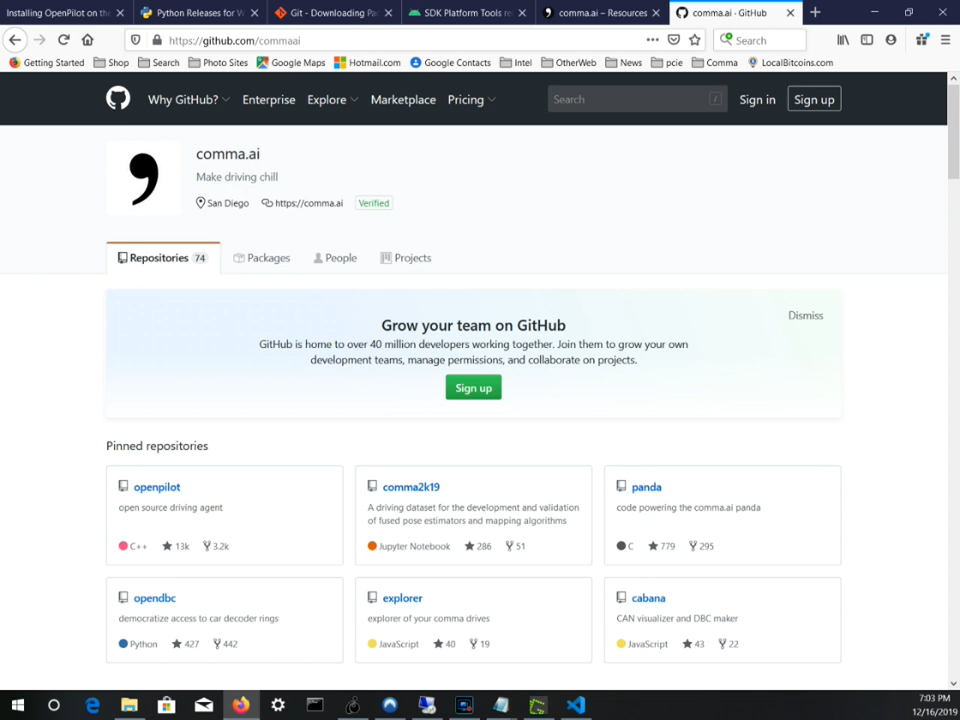 Installing OpenPilot on the
Python Releases for
Git - Downloading Pa
SDK Platform Tools re
comma.ai – Resources
comma.ai · GitHub
https://github.com/commaai
Search
Getting Started
Shop
Search
Photo Sites
Google Maps
Hotmail.com
Google Contacts
Intel
OtherWeb
News
pcie
Comma
LocalBitcoins.com
Why GitHub?
Enterprise
Explore
Marketplace
Pricing
Search
/
Sign in
Sign up
comma.ai
Make driving chill
San Diego
https://comma.ai
Verified
Repositories 74
Packages
People
Projects
Dismiss
Grow your team on GitHub
GitHub is home to over 40 million developers working together. Join them to grow your own
development teams, manage permissions, and collaborate on projects.
Sign up
Pinned repositories
openpilot
open source driving agent
C++ 13k 3.2k
comma2k19
A driving dataset for the development and validation
of fused pose estimators and mapping algorithms
Jupyter Notebook 286 51
panda
code powering the comma.ai panda
C 779 295
opendbc
democratize access to car decoder rings
Python 427 442
explorer
explorer of your comma drives
JavaScript 40 19
cabana
CAN visualizer and DBC maker
JavaScript 43 22
7:03 PM
12/16/2019